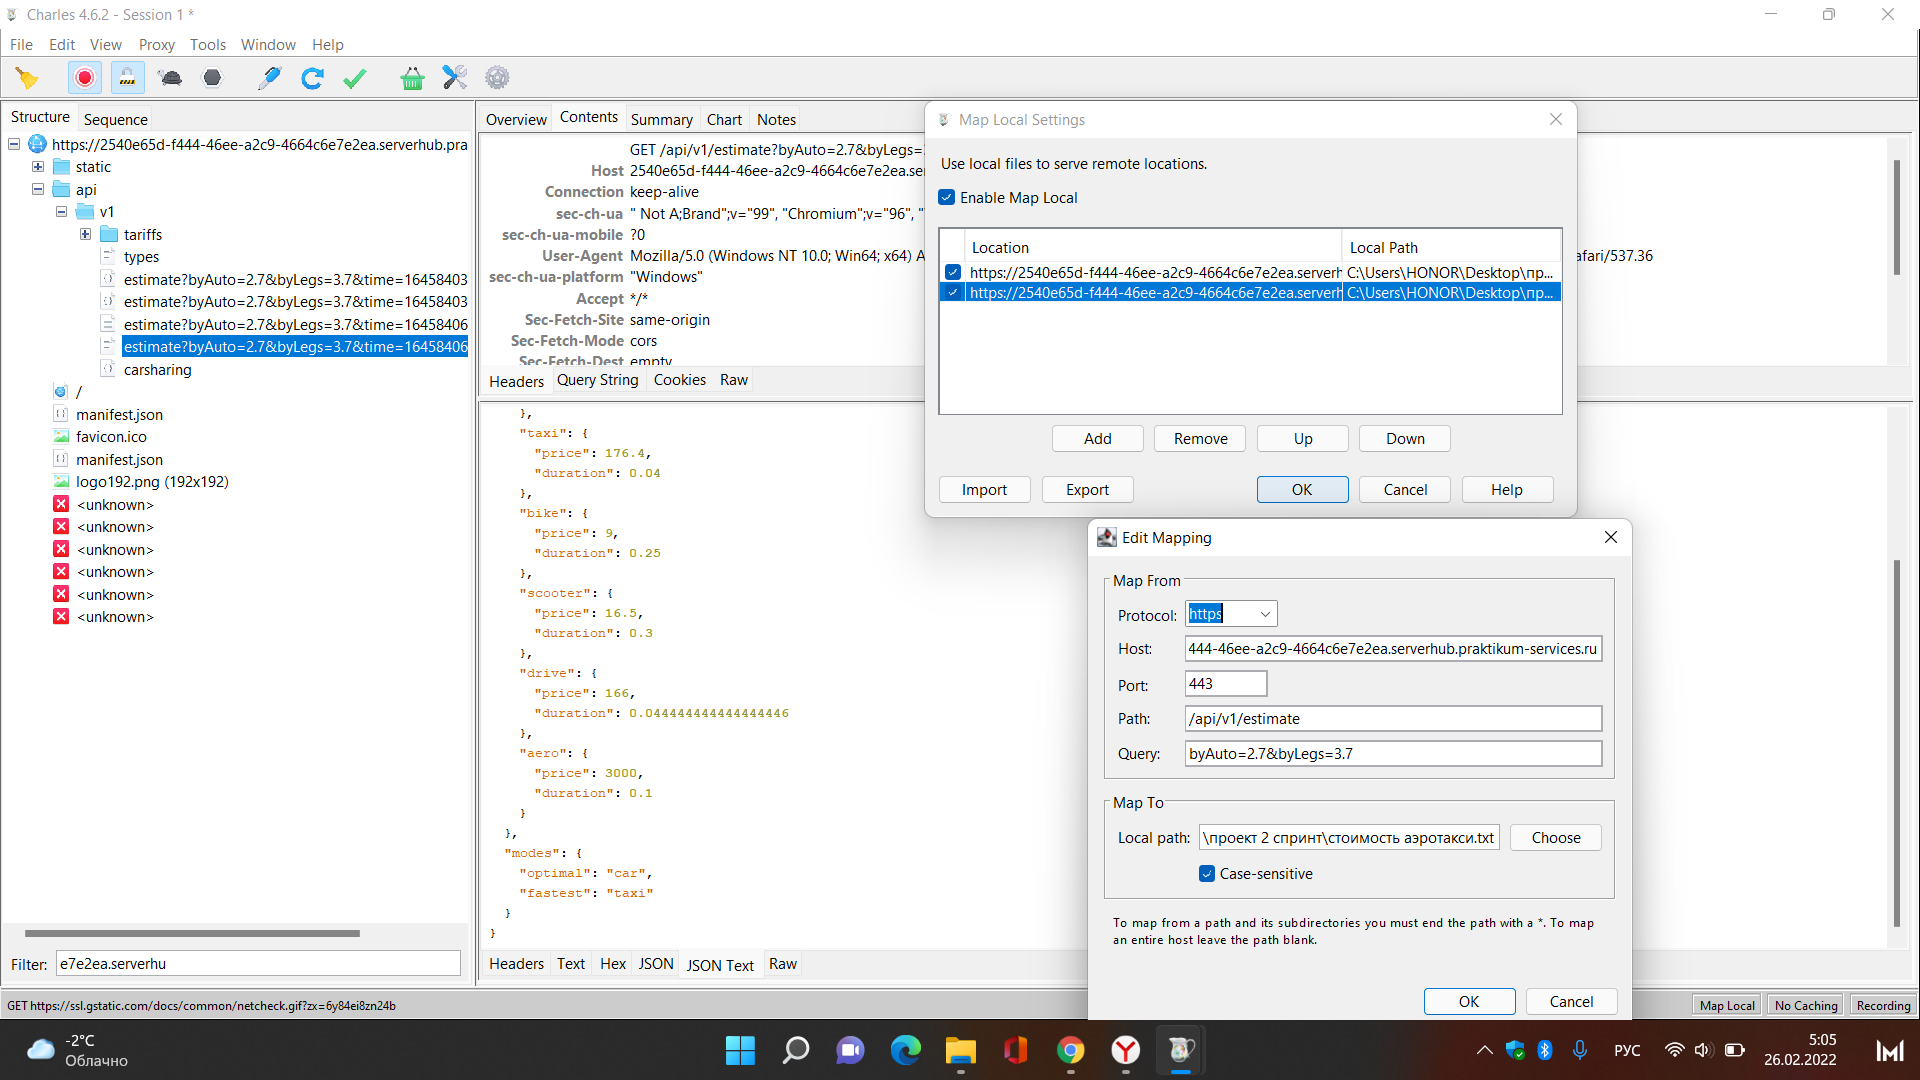 Charles 4.6.2 - Session 1 *
File Edit View Proxy Tools Window Help
Structure Sequence
https://2540e65d-f444-46ee-a2c9-4664c6e7e2ea.serverhub.pra
static
api
v1
tariffs
types
estimate?byAuto=2.7&byLegs=3.7&time=16458403
estimate?byAuto=2.7&byLegs=3.7&time=16458403
estimate?byAuto=2.7&byLegs=3.7&time=16458406
estimate?byAuto=2.7&byLegs=3.7&time=16458406
carsharing
/
manifest.json
favicon.ico
manifest.json
logo192.png (192x192)
<unknown>
<unknown>
<unknown>
<unknown>
<unknown>
<unknown>
Filter: e7e2ea.serverhu
Overview Contents Summary Chart Notes
GET /api/v1/estimate?byAuto=2.7&byLegs=
Host 2540e65d-f444-46ee-a2c9-4664c6e7e2ea.ser
Connection keep-alive
sec-ch-ua " Not A;Brand";v="99", "Chromium";v="96", "
sec-ch-ua-mobile ?0
User-Agent Mozilla/5.0 (Windows NT 10.0; Win64; x64) A afari/537.36
sec-ch-ua-platform "Windows"
Accept */*
Sec-Fetch-Site same-origin
Sec-Fetch-Mode cors
Sec-Fetch-Dest empty
Headers Query String Cookies Raw
},
"taxi": {
"price": 176.4,
"duration": 0.04
},
"bike": {
"price": 9,
"duration": 0.25
},
"scooter": {
"price": 16.5,
"duration": 0.3
},
"drive": {
"price": 166,
"duration": 0.044444444444444446
},
"aero": {
"price": 3000,
"duration": 0.1
}
},
"modes": {
"optimal": "car",
"fastest": "taxi"
}
}
Headers Text Hex JSON JSON Text Raw
Map Local Settings
Use local files to serve remote locations.
Enable Map Local
Location Local Path
https://2540e65d-f444-46ee-a2c9-4664c6e7e2ea.serverh C:\Users\HONOR\Desktop\пр...
https://2540e65d-f444-46ee-a2c9-4664c6e7e2ea.serverh C:\Users\HONOR\Desktop\пр...
Add Remove Up Down
Import Export OK Cancel Help
Edit Mapping
Map From
Protocol: https
Host: 444-46ee-a2c9-4664c6e7e2ea.serverhub.praktikum-services.ru
Port: 443
Path: /api/v1/estimate
Query: byAuto=2.7&byLegs=3.7
Map To
Local path: \проект 2 спринт\стоимость аэротакси.txt Choose
Case-sensitive
To map from a path and its subdirectories you must end the path with a *. To map
an entire host leave the path blank.
OK Cancel
GET https://ssl.gstatic.com/docs/common/netcheck.gif?zx=6y84ei8zn24b
Map Local No Caching Recording
-2°C
Облачно
РУС
5:05
26.02.2022